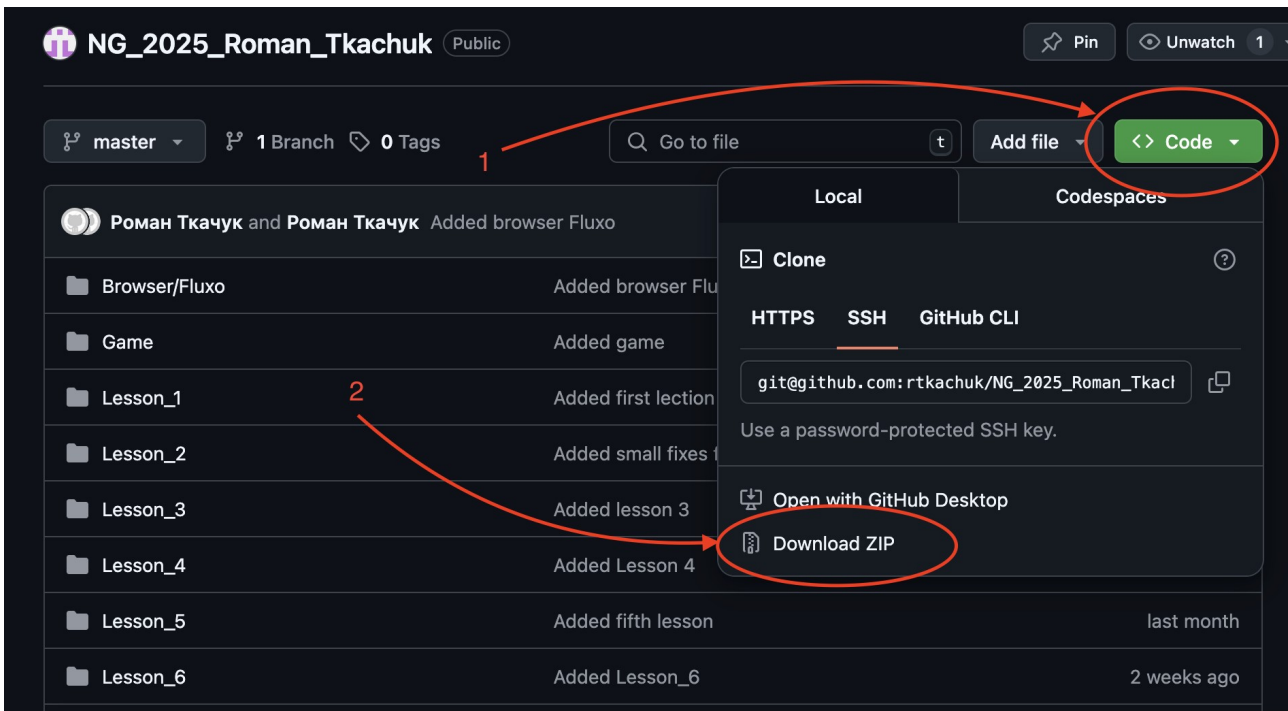 NG_2025_Roman_Tkachuk Public Pin Unwatch 1
master 1 Branch 0 Tags Go to file t Add file <> Code
1
Роман Ткачук and Роман Ткачук Added browser Fluxo
Browser/Fluxo Added browser Flu
Game Added game
Lesson_1 Added first lection
2
Lesson_2 Added small fixes f
Lesson_3 Added lesson 3
Lesson_4 Added Lesson 4
Lesson_5 Added fifth lesson last month
Lesson_6 Added Lesson_6 2 weeks ago
Local Codespaces
Clone
HTTPS SSH GitHub CLI
git@github.com:rtkachuk/NG_2025_Roman_Tkacl
Use a password-protected SSH key.
Open with GitHub Desktop
Download ZIP